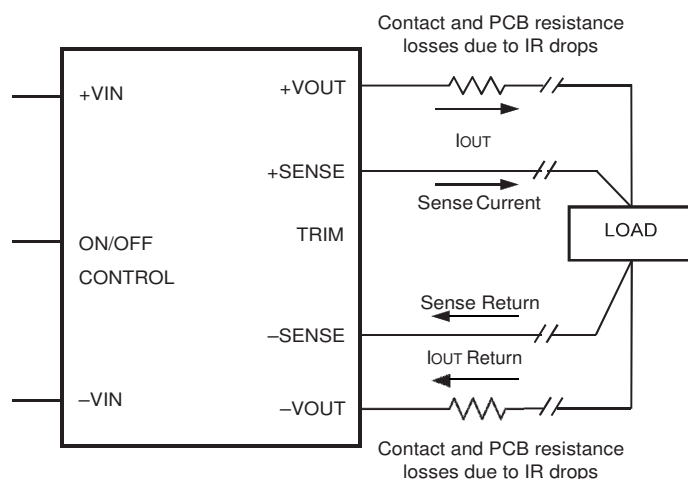 Contact and PCB resistance
losses due to IR drops
+VIN
+VOUT
IOUT
+SENSE
Sense Current
TRIM
LOAD
ON/OFF
CONTROL
Sense Return
–SENSE
IOUT Return
–VIN
–VOUT
Contact and PCB resistance
losses due to IR drops